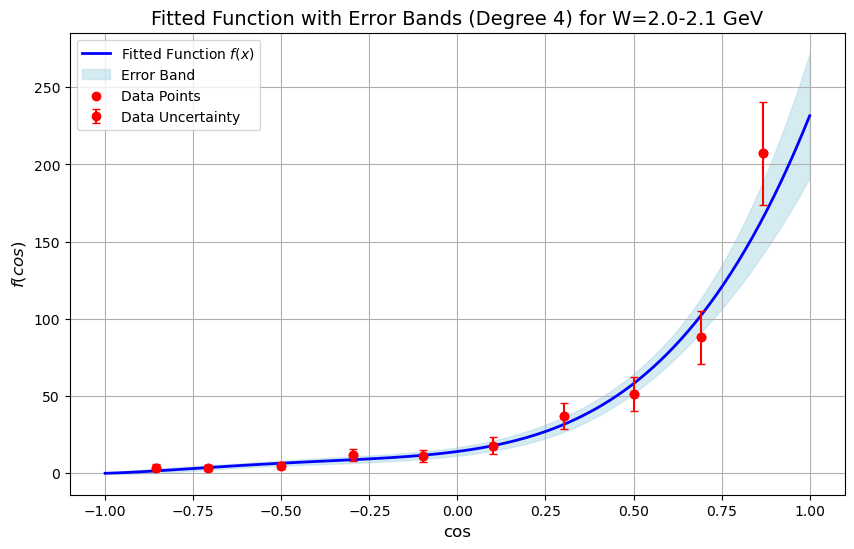 Fitted Function with Error Bands (Degree 4) for W=2.0-2.1 GeV
Fitted Function f(x)
Error Band
Data Points
Data Uncertainty
f(cos)
250
200
150
100
50
0
−1.00 −0.75 −0.50 −0.25 0.00 0.25 0.50 0.75 1.00
cos